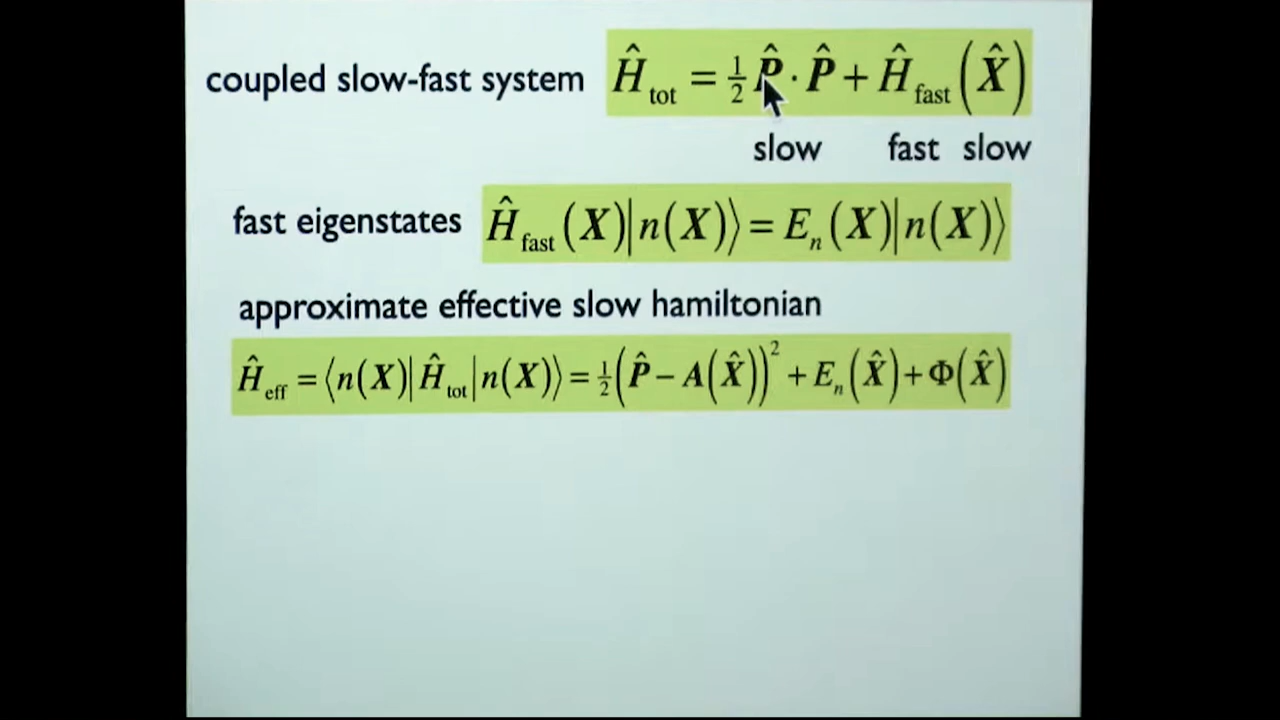 coupled slow-fast system Ĥ_tot = ½ P̂ · P̂ + Ĥ_fast (X̂)
slow fast slow
fast eigenstates Ĥ_fast (X)|n(X)⟩ = E_n (X)|n(X)⟩
approximate effective slow hamiltonian
Ĥ_eff = ⟨n(X)|Ĥ_tot|n(X)⟩ = ½(P̂ − A(X̂))² + E_n(X̂) + Φ(X̂)